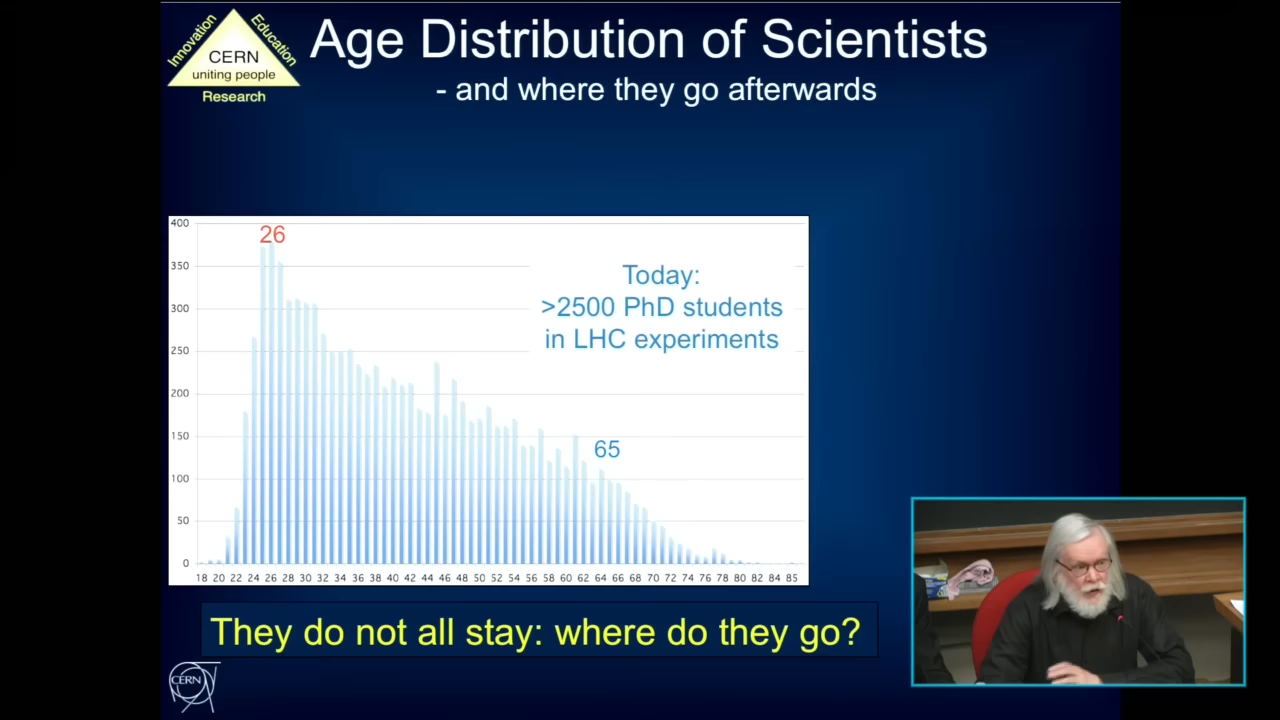 Innovation
Education
CERN
uniting people
Research
Age Distribution of Scientists
- and where they go afterwards
400
350
300
250
200
150
100
50
0
26
Today:
>2500 PhD students
in LHC experiments
65
18 20 22 24 26 28 30 32 34 36 38 40 42 44 46 48 50 52 54 56 58 60 62 64 66 68 70 72 74 76 78 80 82 84 85
They do not all stay: where do they go?
CERN